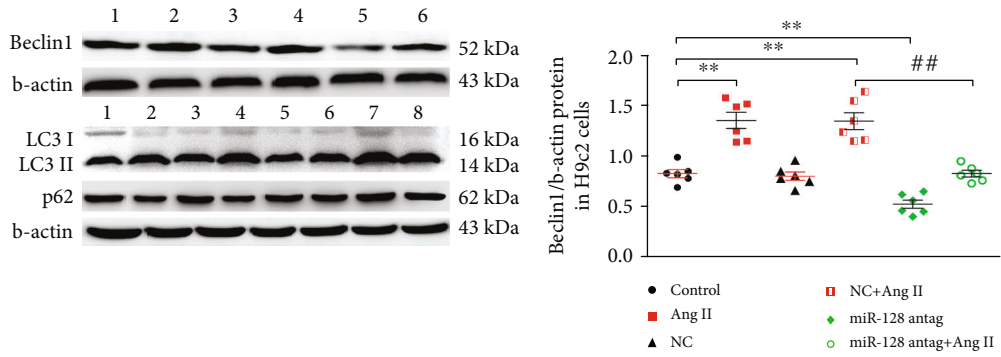 1 2 3 4 5 6
Beclin1 52 kDa
b-actin 43 kDa
1 2 3 4 5 6 7 8
LC3 I 16 kDa
LC3 II 14 kDa
p62 62 kDa
b-actin 43 kDa
Beclin1/b-actin protein
in H9c2 cells
2.0
1.5
1.0
0.5
0.0
**
**
**
##
Control
Ang II
NC
NC+Ang II
miR-128 antag
miR-128 antag+Ang II